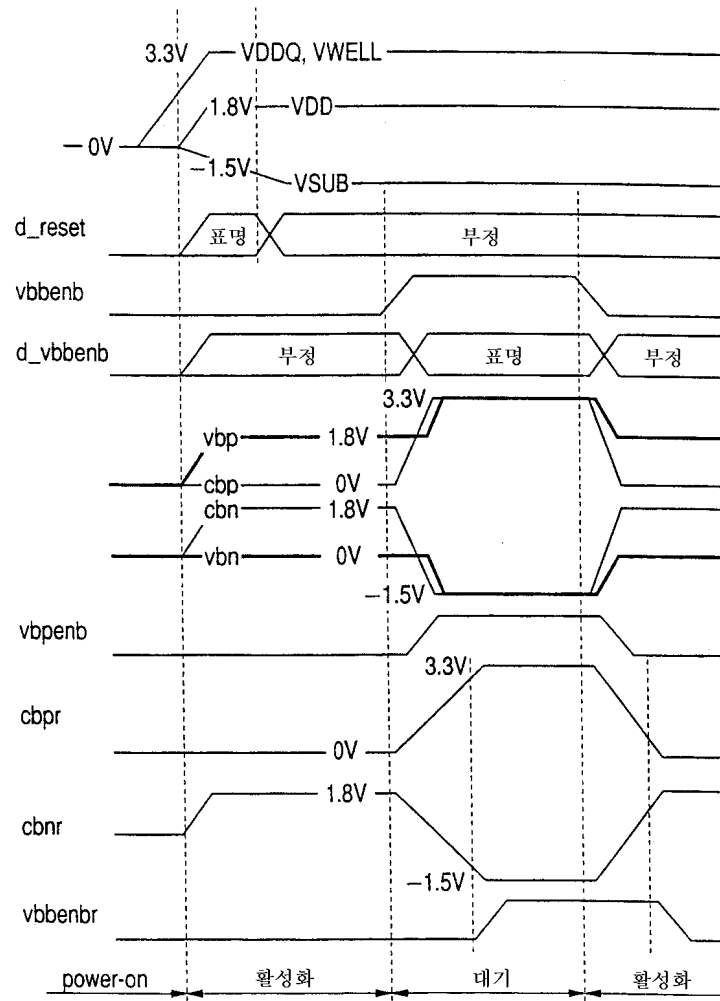 3.3V VDDQ, VWELL
1.8V VDD
— 0V
—1.5V VSUB
d_reset 표명 부정
vbbenb
d_vbbenb 부정 표명 부정
3.3V
vbp 1.8V
cbp 0V
cbn 1.8V
vbn 0V
—1.5V
vbpenb
3.3V
cbpr
0V
1.8V
cbnr
—1.5V
vbbenbr
power-on 활성화 대기 활성화